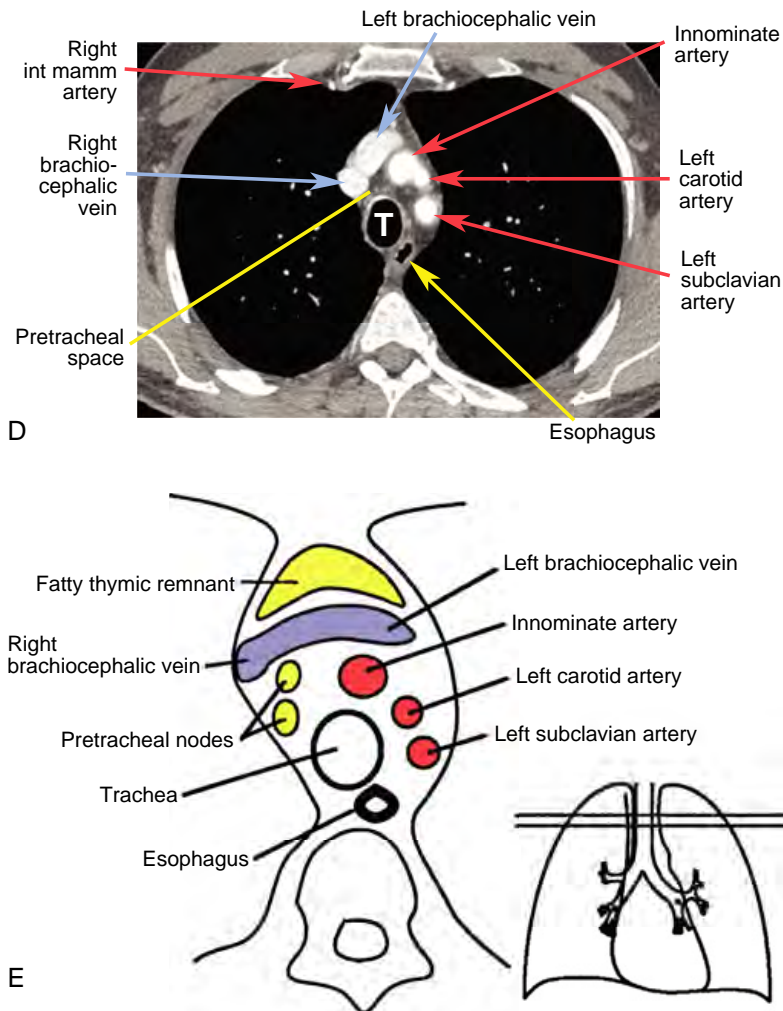 Left brachiocephalic vein
Right
int mamm
artery
Innominate
artery
Right
brachio-
cephalic
vein
Left
carotid
artery
T
Left
subclavian
artery
Pretracheal
space
Esophagus
D
Fatty thymic remnant
Left brachiocephalic vein
Innominate artery
Right
brachiocephalic vein
Left carotid artery
Pretracheal nodes
Left subclavian artery
Trachea
Esophagus
E